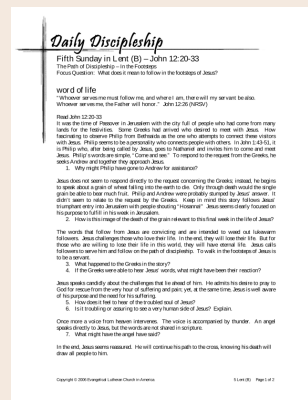 Daily Discipleship
Fifth Sunday in Lent (B) – John 12:20-33
The Path of Discipleship – In the Footsteps
Focus Question:  What does it mean to follow in the footsteps of Jesus?
word of life
"Whoever serves me must follow me, and where I am, there will my servant be also.
Whoever serves me, the Father will honor."  John 12:26 (NRSV)
Read John 12:20-33
It was the time of Passover in Jerusalem with the city full of people who had come from many
lands for the festivities.  Some Greeks had arrived who desired to meet with Jesus.  How
fascinating to observe Philip from Bethsaida as the one who attempts to connect these visitors
with Jesus.  Philip seems to be a personality who connects people with others.  In John 1:43-51, it
is Philip who, after being called by Jesus, goes to Nathaniel and invites him to come and meet
Jesus.  Philip's words are simple, "Come and see."  To respond to the request from the Greeks, he
seeks Andrew and together they approach Jesus.
1. Why might Philip have gone to Andrew for assistance?
Jesus does not seem to respond directly to the request concerning the Greeks; instead, he begins
to speak about a grain of wheat falling into the earth to die.  Only through death would the single
grain be able to bear much fruit.  Philip and Andrew were probably stumped by Jesus' answer.  It
didn't seem to relate to the request by the Greeks.  Keep in mind this story follows Jesus'
triumphant entry into Jerusalem with people shouting "Hosanna!"  Jesus seems clearly focused on
his purpose to fulfill in his week in Jerusalem.
2. How is this image of the death of the grain relevant to this final week in the life of Jesus?
The words that follow from Jesus are convicting and are intended to weed out lukewarm
followers.  Jesus challenges those who love their life.  In the end, they will lose their life.  But for
those who are willing to lose their life in this world, they will have eternal life.  Jesus calls
followers to serve him and follow on the path of discipleship.  To walk in the footsteps of Jesus is
to be a servant.
3. What happened to the Greeks in the story?
4. If the Greeks were able to hear Jesus' words, what might have been their reaction?
Jesus speaks candidly about the challenges that lie ahead of him.  He admits his desire to pray to
God for rescue from the very hour of suffering and pain; yet, at the same time, Jesus is well aware
of his purpose and the need for his suffering.
5. How does it feel to hear of the troubled soul of Jesus?
6. Is it troubling or assuring to see a very human side of Jesus?  Explain.
Once more a voice from heaven intervenes.  The voice is accompanied by thunder.  An angel
speaks directly to Jesus, but the words are not shared in scripture.
7. What might the angel have said?
In the end, Jesus seems reassured.  He will continue his path to the cross, knowing his death will
draw all people to him.
Copyright © 2008 Evangelical Lutheran Church in America
5 Lent (B)  Page 1 of 2